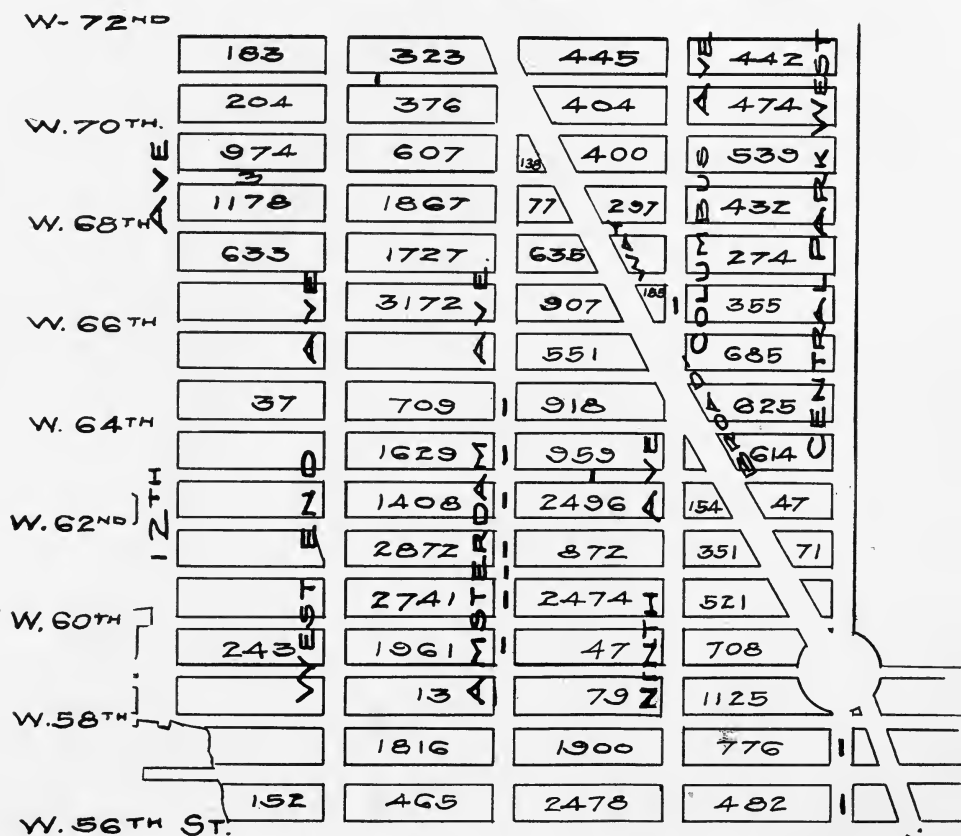 W-72ND
183 323 445 442
204 376 404 474
W. 70TH.
974 607 138 400 539
3
1178 1867 77 297 432
W. 68TH
633 1727 635 274
3172 907 185 355
W. 66TH
551 685
37 709 918 625
W. 64TH
1629 959 614
1408 2496 154 47
W. 62ND
2872 872 351 71
2741 2474 521
W. 60TH
243 1961 47 708
13 79 1125
W. 58TH
1816 1900 776
152 465 2478 482
W. 56TH ST.
12TH AVE
WEST END AVE
AMSTERDAM AVE.
NINTH AVE
BROADWAY
COLUMBUS AVE
CENTRAL PARK WEST